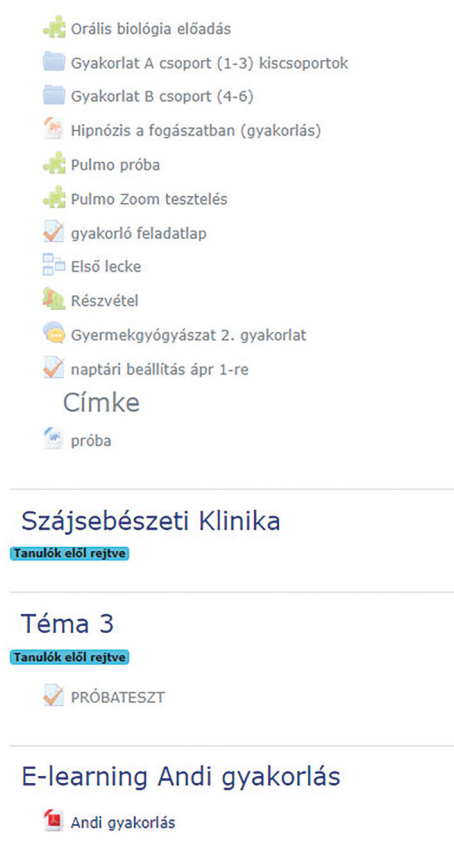 Orális biológia előadás
Gyakorlat A csoport (1-3) kiscsoportok
Gyakorlat B csoport (4-6)
Hipnózis a fogászatban (gyakorlás)
Pulmo próba
Pulmo Zoom tesztelés
gyakorló feladatlap
Első lecke
Részvétel
Gyermekgyógyászat 2. gyakorlat
naptári beállítás ápr 1-re
Címke
próba
Szájsebészeti Klinika
Tanulók elől rejtve
Téma 3
Tanulók elől rejtve
PRÓBATESZT
E-learning Andi gyakorlás
Andi gyakorlás